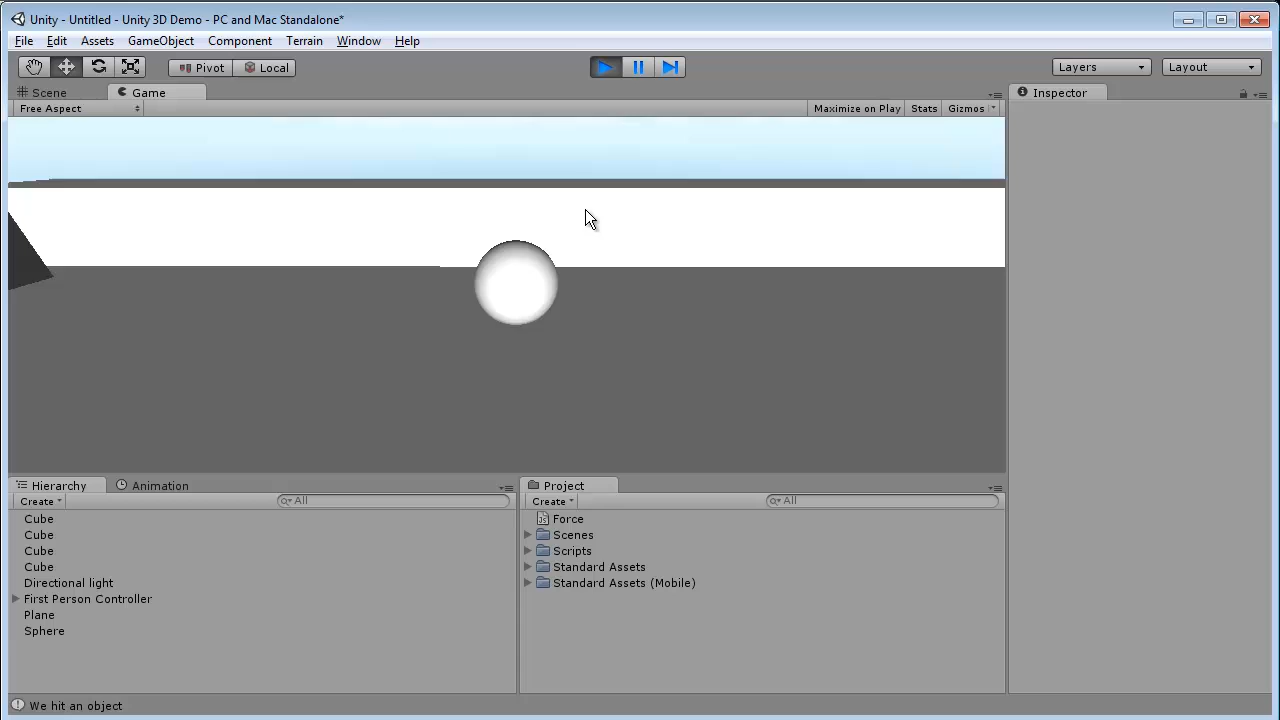 Unity - Untitled - Unity 3D Demo - PC and Mac Standalone*
File Edit Assets GameObject Component Terrain Window Help
Pivot Local Layers Layout
Scene Game Inspector
Free Aspect Maximize on Play Stats Gizmos
Hierarchy Animation Project
Create All Create All
Cube Force
Cube Scenes
Cube Scripts
Cube Standard Assets
Directional light Standard Assets (Mobile)
First Person Controller
Plane
Sphere
We hit an object